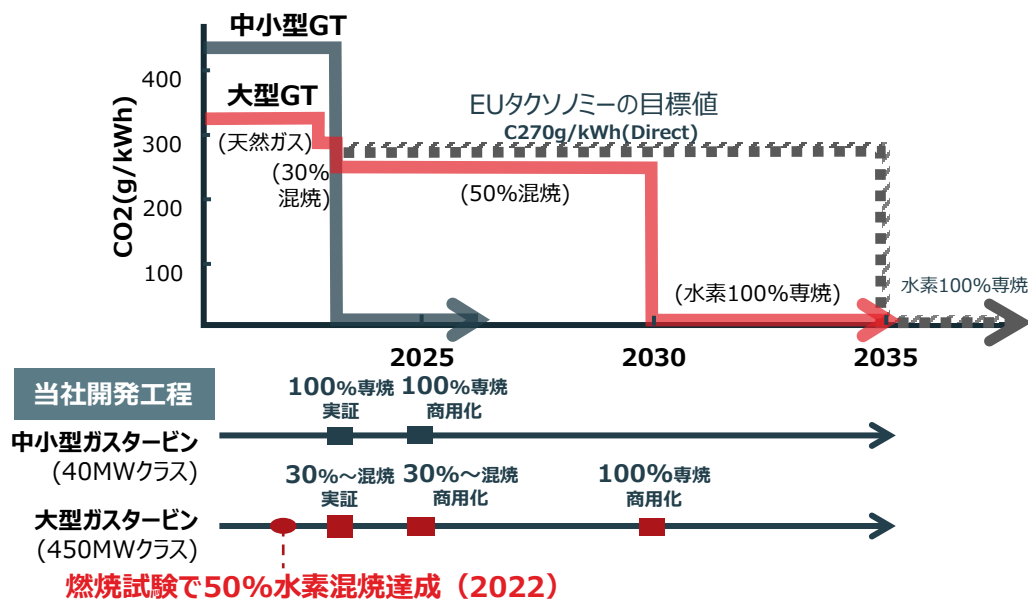 中小型GT
400
大型GT
EUタクソノミーの目標値
C270g/kWh(Direct)
300
(天然ガス)
(30%
混焼)
(50%混焼)
CO2(g/kWh)
200
100
(水素100%専焼)
水素100%専焼
2025
2030
2035
当社開発工程
100%専焼
実証
100%専焼
商用化
中小型ガスタービン
(40MWクラス)
30%～混焼
実証
30%～混焼
商用化
100%専焼
商用化
大型ガスタービン
(450MWクラス)
燃焼試験で50%水素混焼達成（2022）